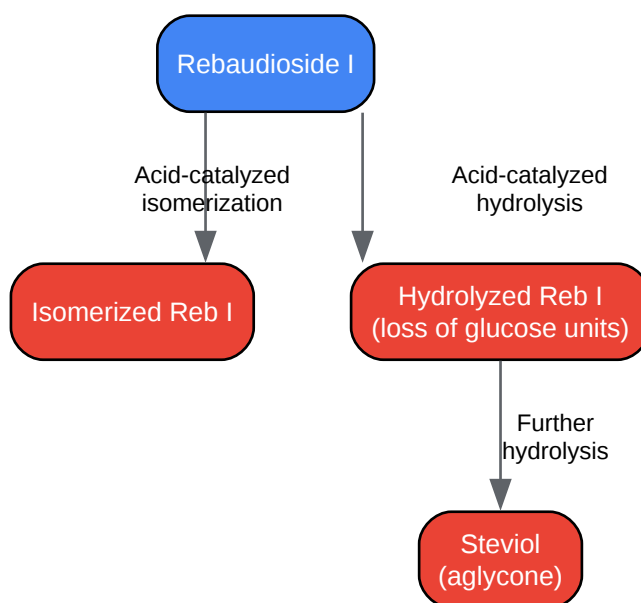 Rebaudioside I
Acid-catalyzed
isomerization
Acid-catalyzed
hydrolysis
Isomerized Reb I
Hydrolyzed Reb I
(loss of glucose units)
Further
hydrolysis
Steviol
(aglycone)